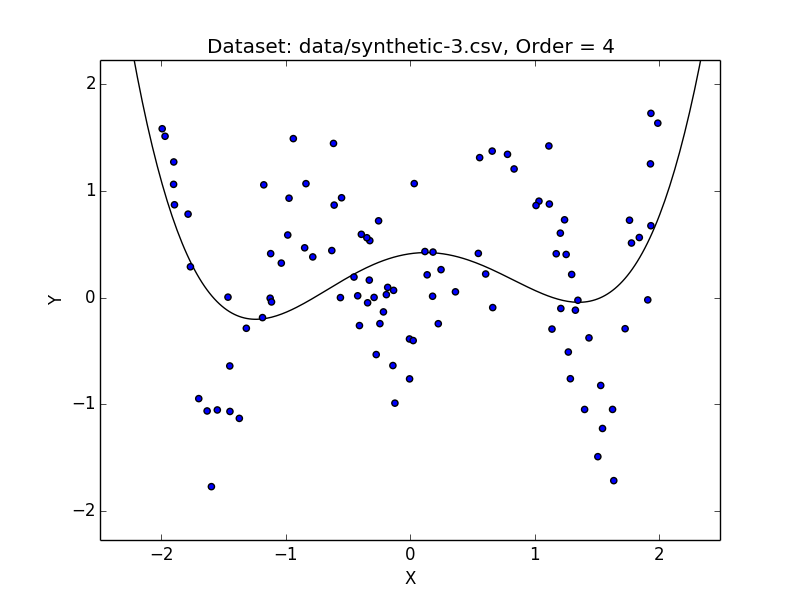 Dataset: data/synthetic-3.csv, Order = 4
2
1
0
−1
−2
Y
−2 −1 0 1 2
X